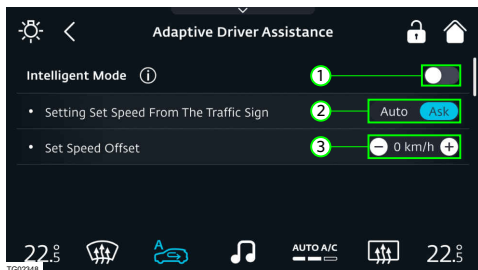 Adaptive Driver Assistance
Intelligent Mode i 1
• Setting Set Speed From The Traffic Sign 2 Auto Ask
• Set Speed Offset 3 − 0 km/h +
A
22.5° AUTO A/C 22.5°
TG02348